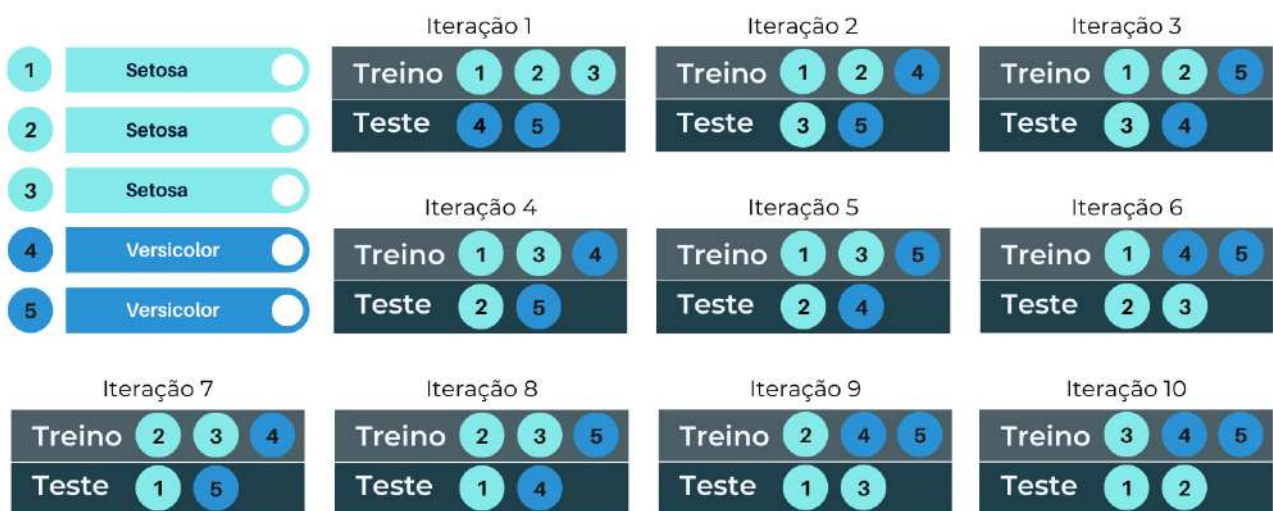 1 Setosa
2 Setosa
3 Setosa
4 Versicolor
5 Versicolor
Iteração 1
Treino 1 2 3
Teste 4 5
Iteração 2
Treino 1 2 4
Teste 3 5
Iteração 3
Treino 1 2 5
Teste 3 4
Iteração 4
Treino 1 3 4
Teste 2 5
Iteração 5
Treino 1 3 5
Teste 2 4
Iteração 6
Treino 1 4 5
Teste 2 3
Iteração 7
Treino 2 3 4
Teste 1 5
Iteração 8
Treino 2 3 5
Teste 1 4
Iteração 9
Treino 2 4 5
Teste 1 3
Iteração 10
Treino 3 4 5
Teste 1 2